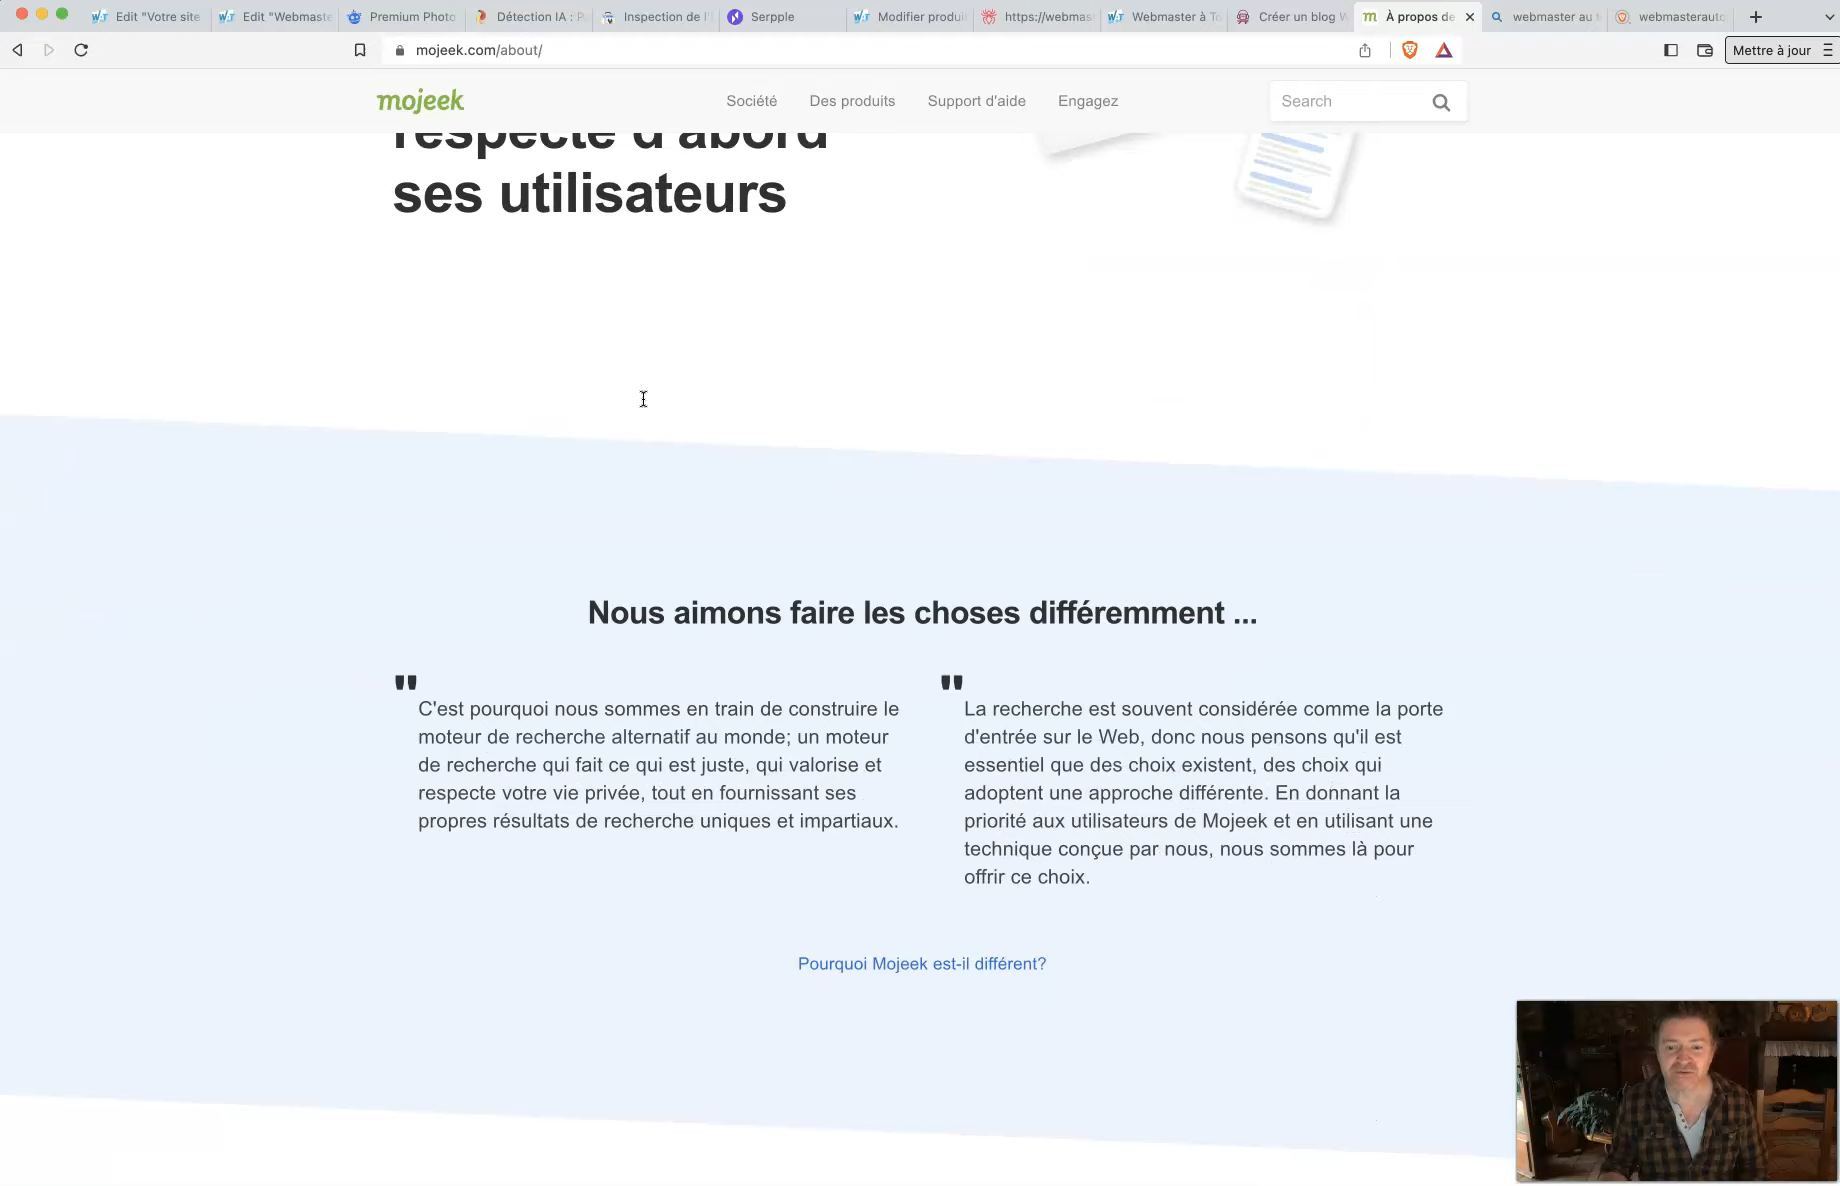 Edit "Votre site
Edit "Webmaste
Premium Photo
Détection IA : P
Inspection de l'
Serpple
Modifier produi
https://webmas
Webmaster à To
Créer un blog W
À propos de
webmaster au t
webmasterauto
mojeek.com/about/
Mettre à jour
mojeek
Société
Des produits
Support d'aide
Engagez
Search
respecte d'abord
ses utilisateurs
Nous aimons faire les choses différemment ...
"
C'est pourquoi nous sommes en train de construire le
moteur de recherche alternatif au monde; un moteur
de recherche qui fait ce qui est juste, qui valorise et
respecte votre vie privée, tout en fournissant ses
propres résultats de recherche uniques et impartiaux.
"
La recherche est souvent considérée comme la porte
d'entrée sur le Web, donc nous pensons qu'il est
essentiel que des choix existent, des choix qui
adoptent une approche différente. En donnant la
priorité aux utilisateurs de Mojeek et en utilisant une
technique conçue par nous, nous sommes là pour
offrir ce choix.
Pourquoi Mojeek est-il différent?